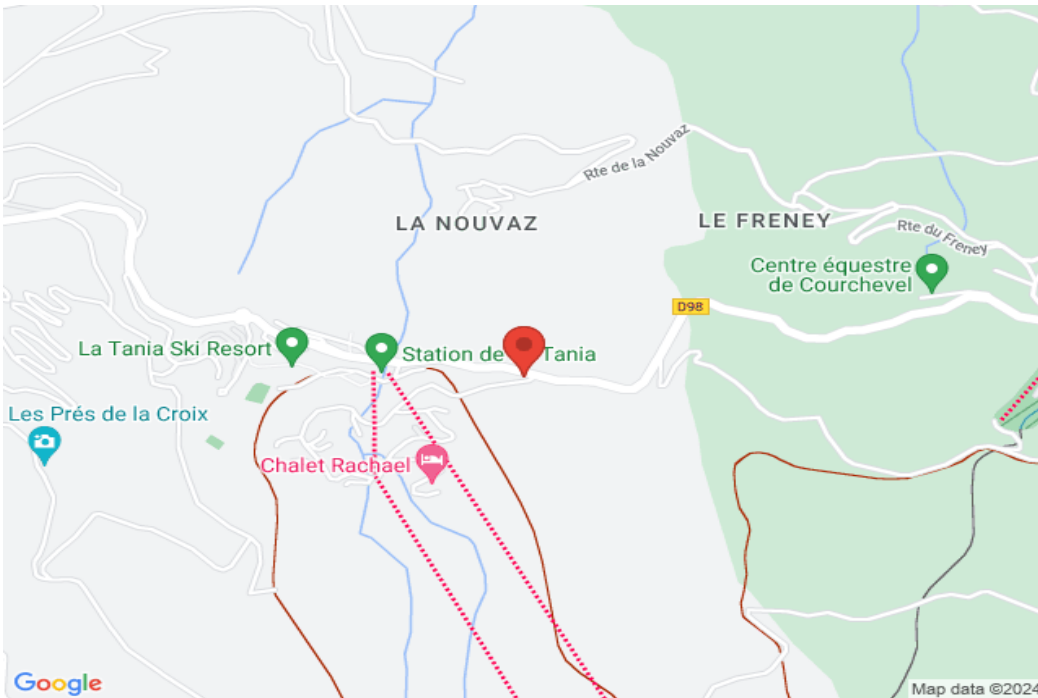 Rte de la Nouvaz
LA NOUVAZ
LE FRENEY
Rte du Freney
Centre équestre
de Courchevel
D98
La Tania Ski Resort
Station de Tania
Les Prés de la Croix
Chalet Rachael
Google
Map data ©2024